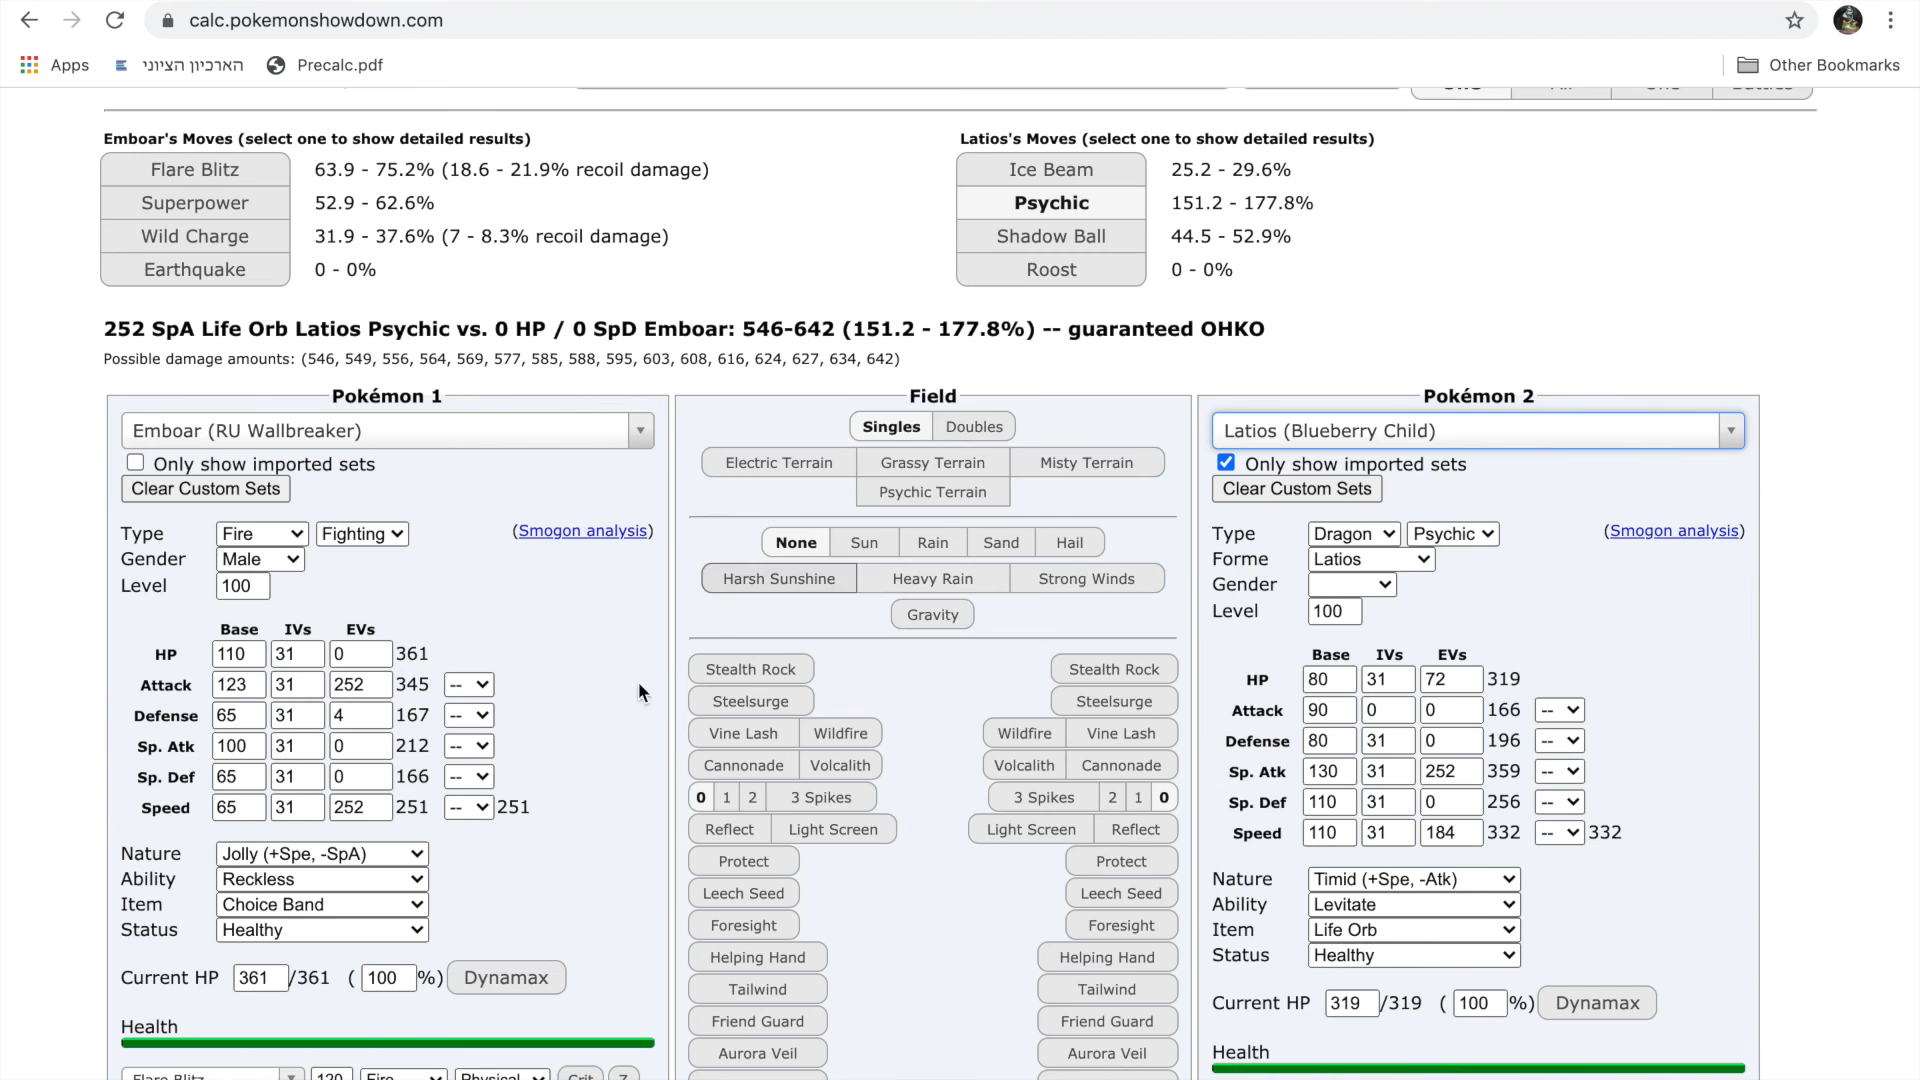 calc.pokemonshowdown.com
Apps הארכיון הציוני Precalc.pdf Other Bookmarks
Emboar's Moves (select one to show detailed results)
Flare Blitz 63.9 - 75.2% (18.6 - 21.9% recoil damage)
Superpower 52.9 - 62.6%
Wild Charge 31.9 - 37.6% (7 - 8.3% recoil damage)
Earthquake 0 - 0%
Latios's Moves (select one to show detailed results)
Ice Beam 25.2 - 29.6%
Psychic 151.2 - 177.8%
Shadow Ball 44.5 - 52.9%
Roost 0 - 0%
252 SpA Life Orb Latios Psychic vs. 0 HP / 0 SpD Emboar: 546-642 (151.2 - 177.8%) -- guaranteed OHKO
Possible damage amounts: (546, 549, 556, 564, 569, 577, 585, 588, 595, 603, 608, 616, 624, 627, 634, 642)
Pokémon 1
Emboar (RU Wallbreaker)
Only show imported sets
Clear Custom Sets
Type Fire Fighting (Smogon analysis)
Gender Male
Level 100
Base IVs EVs
HP 110 31 0 361
Attack 123 31 252 345 --
Defense 65 31 4 167 --
Sp. Atk 100 31 0 212 --
Sp. Def 65 31 0 166 --
Speed 65 31 252 251 -- 251
Nature Jolly (+Spe, -SpA)
Ability Reckless
Item Choice Band
Status Healthy
Current HP 361/361 ( 100 %) Dynamax
Health
Flare Blitz 120 Fire Physical Crit Z
Field
Singles Doubles
Electric Terrain Grassy Terrain Misty Terrain
Psychic Terrain
None Sun Rain Sand Hail
Harsh Sunshine Heavy Rain Strong Winds
Gravity
Stealth Rock Stealth Rock
Steelsurge Steelsurge
Vine Lash Wildfire Wildfire Vine Lash
Cannonade Volcalith Volcalith Cannonade
0 1 2 3 Spikes 3 Spikes 2 1 0
Reflect Light Screen Light Screen Reflect
Protect Protect
Leech Seed Leech Seed
Foresight Foresight
Helping Hand Helping Hand
Tailwind Tailwind
Friend Guard Friend Guard
Aurora Veil Aurora Veil
Pokémon 2
Latios (Blueberry Child)
Only show imported sets
Clear Custom Sets
Type Dragon Psychic (Smogon analysis)
Forme Latios
Gender
Level 100
Base IVs EVs
HP 80 31 72 319
Attack 90 0 0 166 --
Defense 80 31 0 196 --
Sp. Atk 130 31 252 359 --
Sp. Def 110 31 0 256 --
Speed 110 31 184 332 -- 332
Nature Timid (+Spe, -Atk)
Ability Levitate
Item Life Orb
Status Healthy
Current HP 319/319 ( 100 %) Dynamax
Health